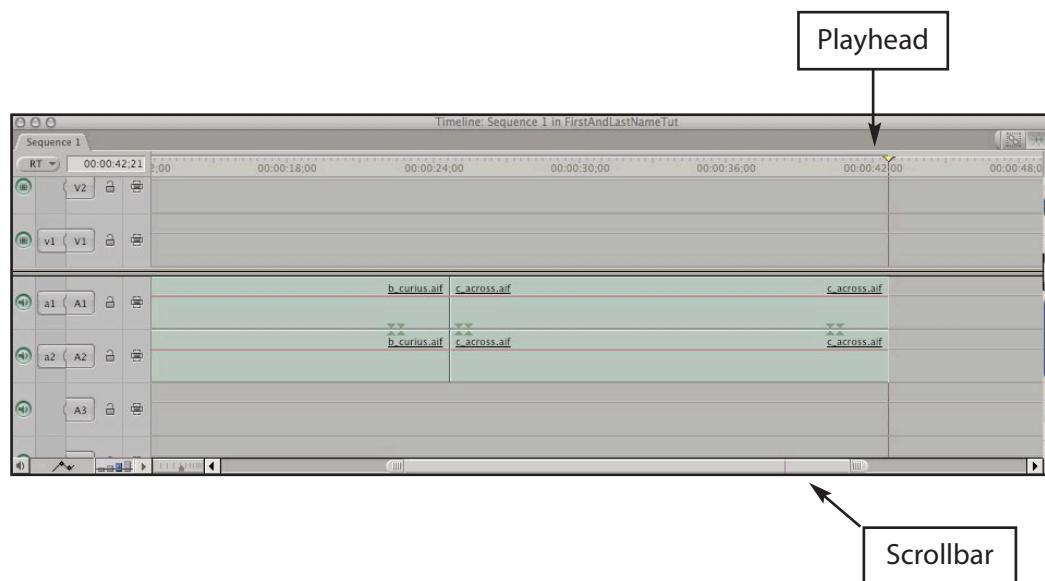 Playhead
Timeline: Sequence 1 in FirstAndLastNameTut
Sequence 1
RT 00:00:42;21 2;00 00:00:18;00 00:00:24;00 00:00:30;00 00:00:36;00 00:00:42;00 00:00:48;0
V2
v1 V1
b_curius.aif c_across.aif c_across.aif
a1 A1
b_curius.aif c_across.aif c_across.aif
a2 A2
A3
Scrollbar